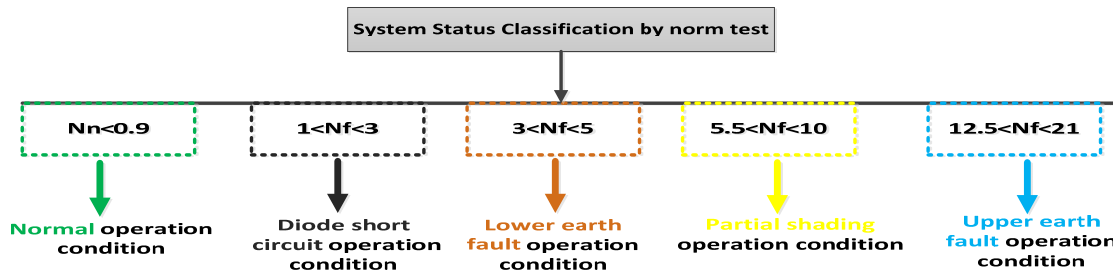 System Status Classification by norm test
Nn<0.9
1<Nf<3
3<Nf<5
5.5<Nf<10
12.5<Nf<21
Normal operation
condition
Diode short
circuit operation
condition
Lower earth
fault operation
condition
Partial shading
operation condition
Upper earth
fault operation
condition